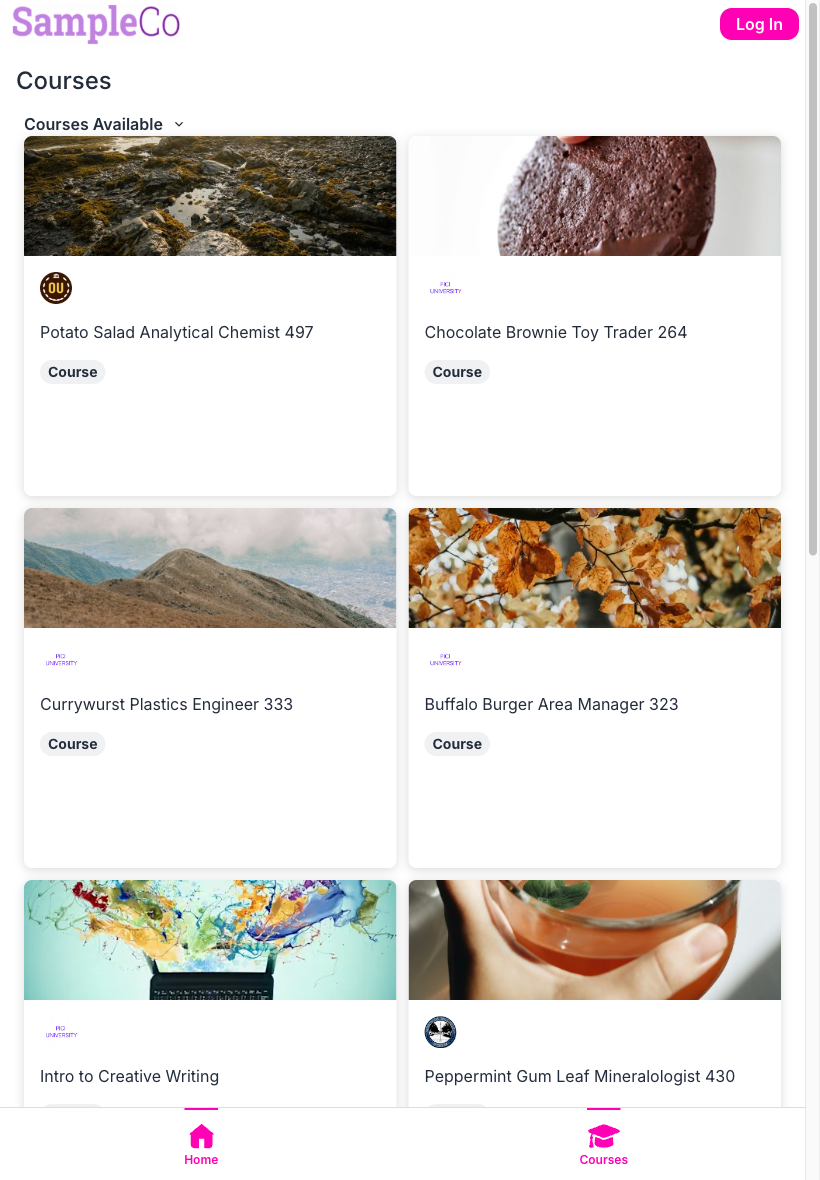 SampleCo
Log In
Courses
Courses Available
OU
Potato Salad Analytical Chemist 497
Course
PICI
UNIVERSITY
Chocolate Brownie Toy Trader 264
Course
PICI
UNIVERSITY
Currywurst Plastics Engineer 333
Course
PICI
UNIVERSITY
Buffalo Burger Area Manager 323
Course
PICI
UNIVERSITY
Intro to Creative Writing
Peppermint Gum Leaf Mineralologist 430
Home
Courses